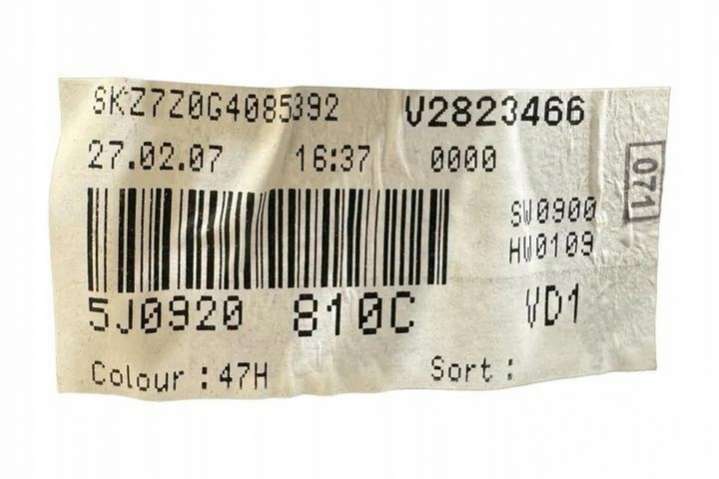 SKZ7Z0G4085392 V2823466
27.02.07 16:37 0000
071
SW0900
HW0109
5J0920 810C VD1
Colour : 47H Sort :